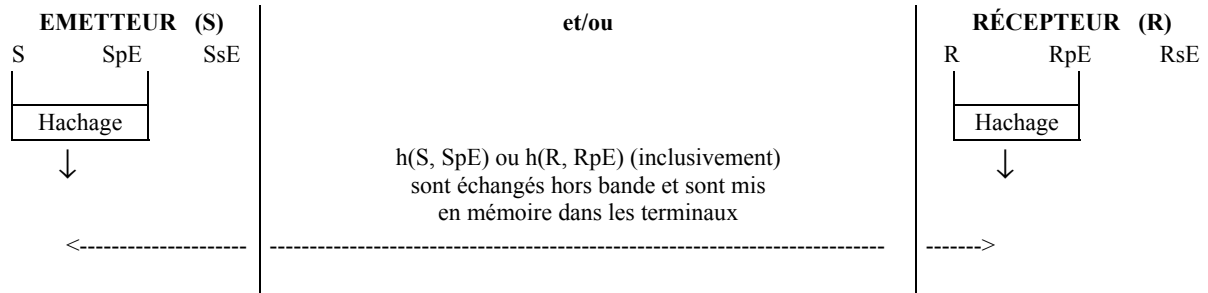 EMETTEUR (S) et/ou RÉCEPTEUR (R)
S SpE SsE R RpE RsE
Hachage Hachage
h(S, SpE) ou h(R, RpE) (inclusivement)
sont échangés hors bande et sont mis
en mémoire dans les terminaux